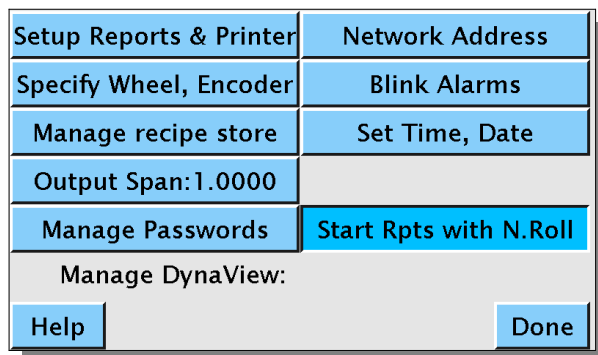 Setup Reports & Printer Network Address
Specify Wheel, Encoder Blink Alarms
Manage recipe store Set Time, Date
Output Span:1.0000
Manage Passwords Start Rpts with N.Roll
Manage DynaView:
Help Done